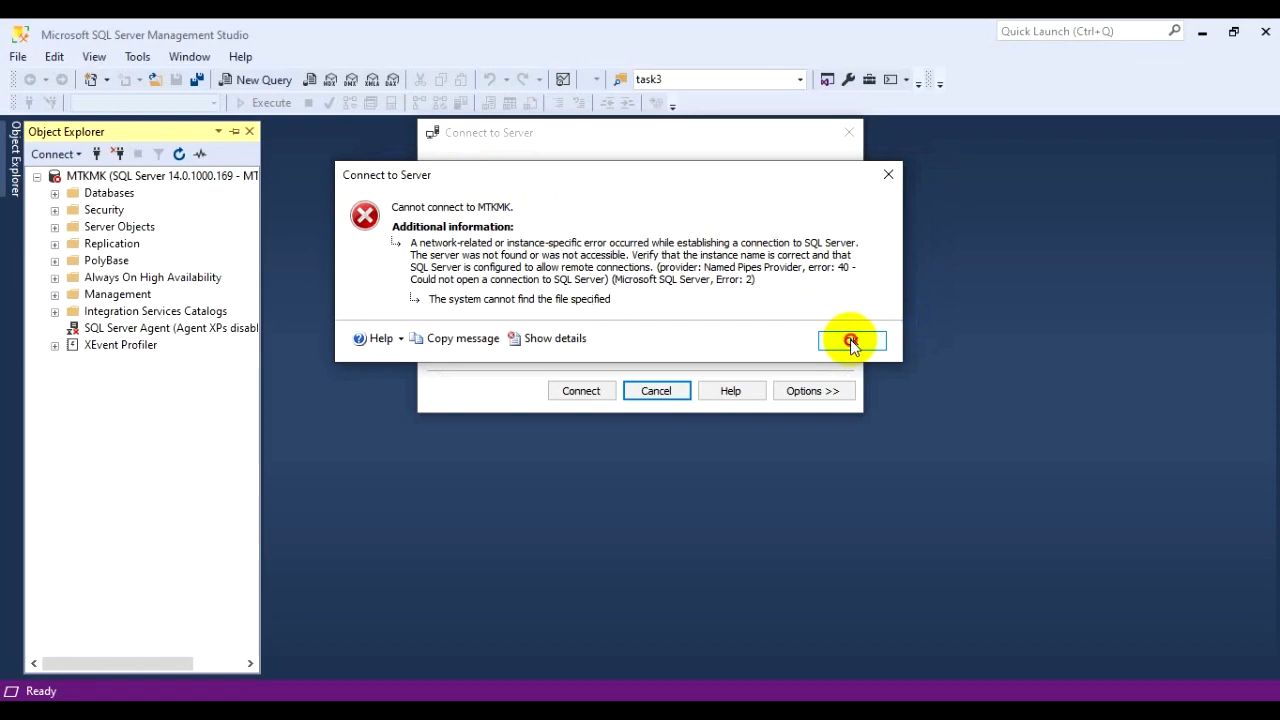 Microsoft SQL Server Management Studio
Quick Launch (Ctrl+Q)
File Edit View Tools Window Help
New Query
MDX DMX XMLA DAX
task3
Execute
Object Explorer
Object Explorer
Connect
MTKMK (SQL Server 14.0.1000.169 - MT
Databases
Security
Server Objects
Replication
PolyBase
Always On High Availability
Management
Integration Services Catalogs
SQL Server Agent (Agent XPs disabl
XEvent Profiler
Connect to Server
Connect to Server
Cannot connect to MTKMK.
Additional information:
A network-related or instance-specific error occurred while establishing a connection to SQL Server.
The server was not found or was not accessible. Verify that the instance name is correct and that
SQL Server is configured to allow remote connections. (provider: Named Pipes Provider, error: 40 -
Could not open a connection to SQL Server) (Microsoft SQL Server, Error: 2)
The system cannot find the file specified
Help Copy message Show details
Connect Cancel Help Options >>
Ready